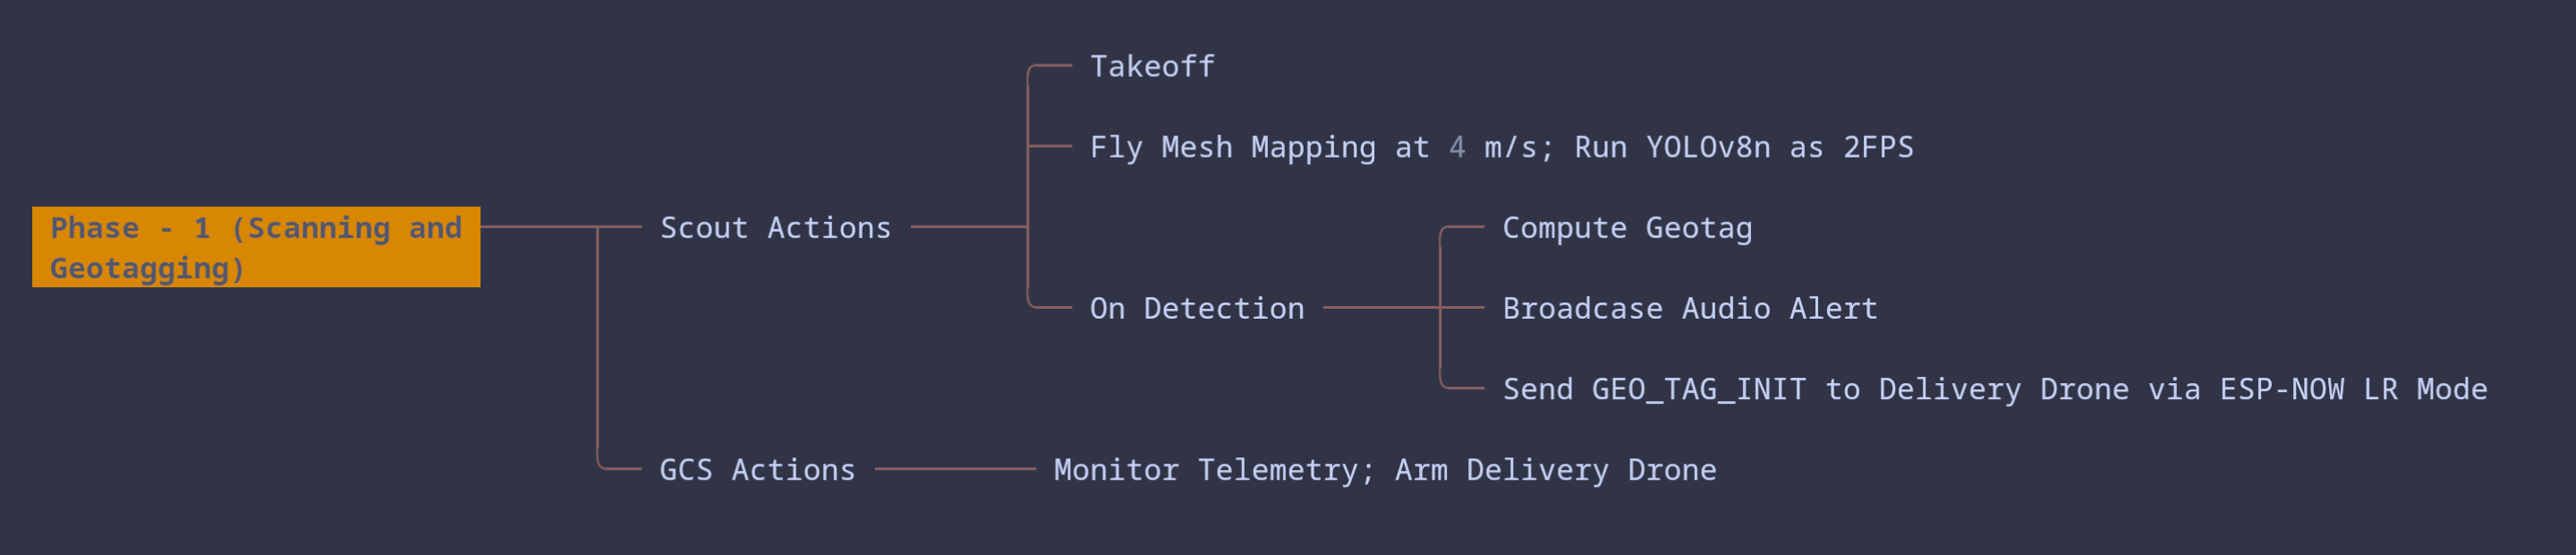 Takeoff
Fly Mesh Mapping at 4 m/s; Run YOLOv8n as 2FPS
Phase - 1 (Scanning and
Geotagging)
Scout Actions
Compute Geotag
On Detection
Broadcase Audio Alert
Send GEO_TAG_INIT to Delivery Drone via ESP-NOW LR Mode
GCS Actions
Monitor Telemetry; Arm Delivery Drone